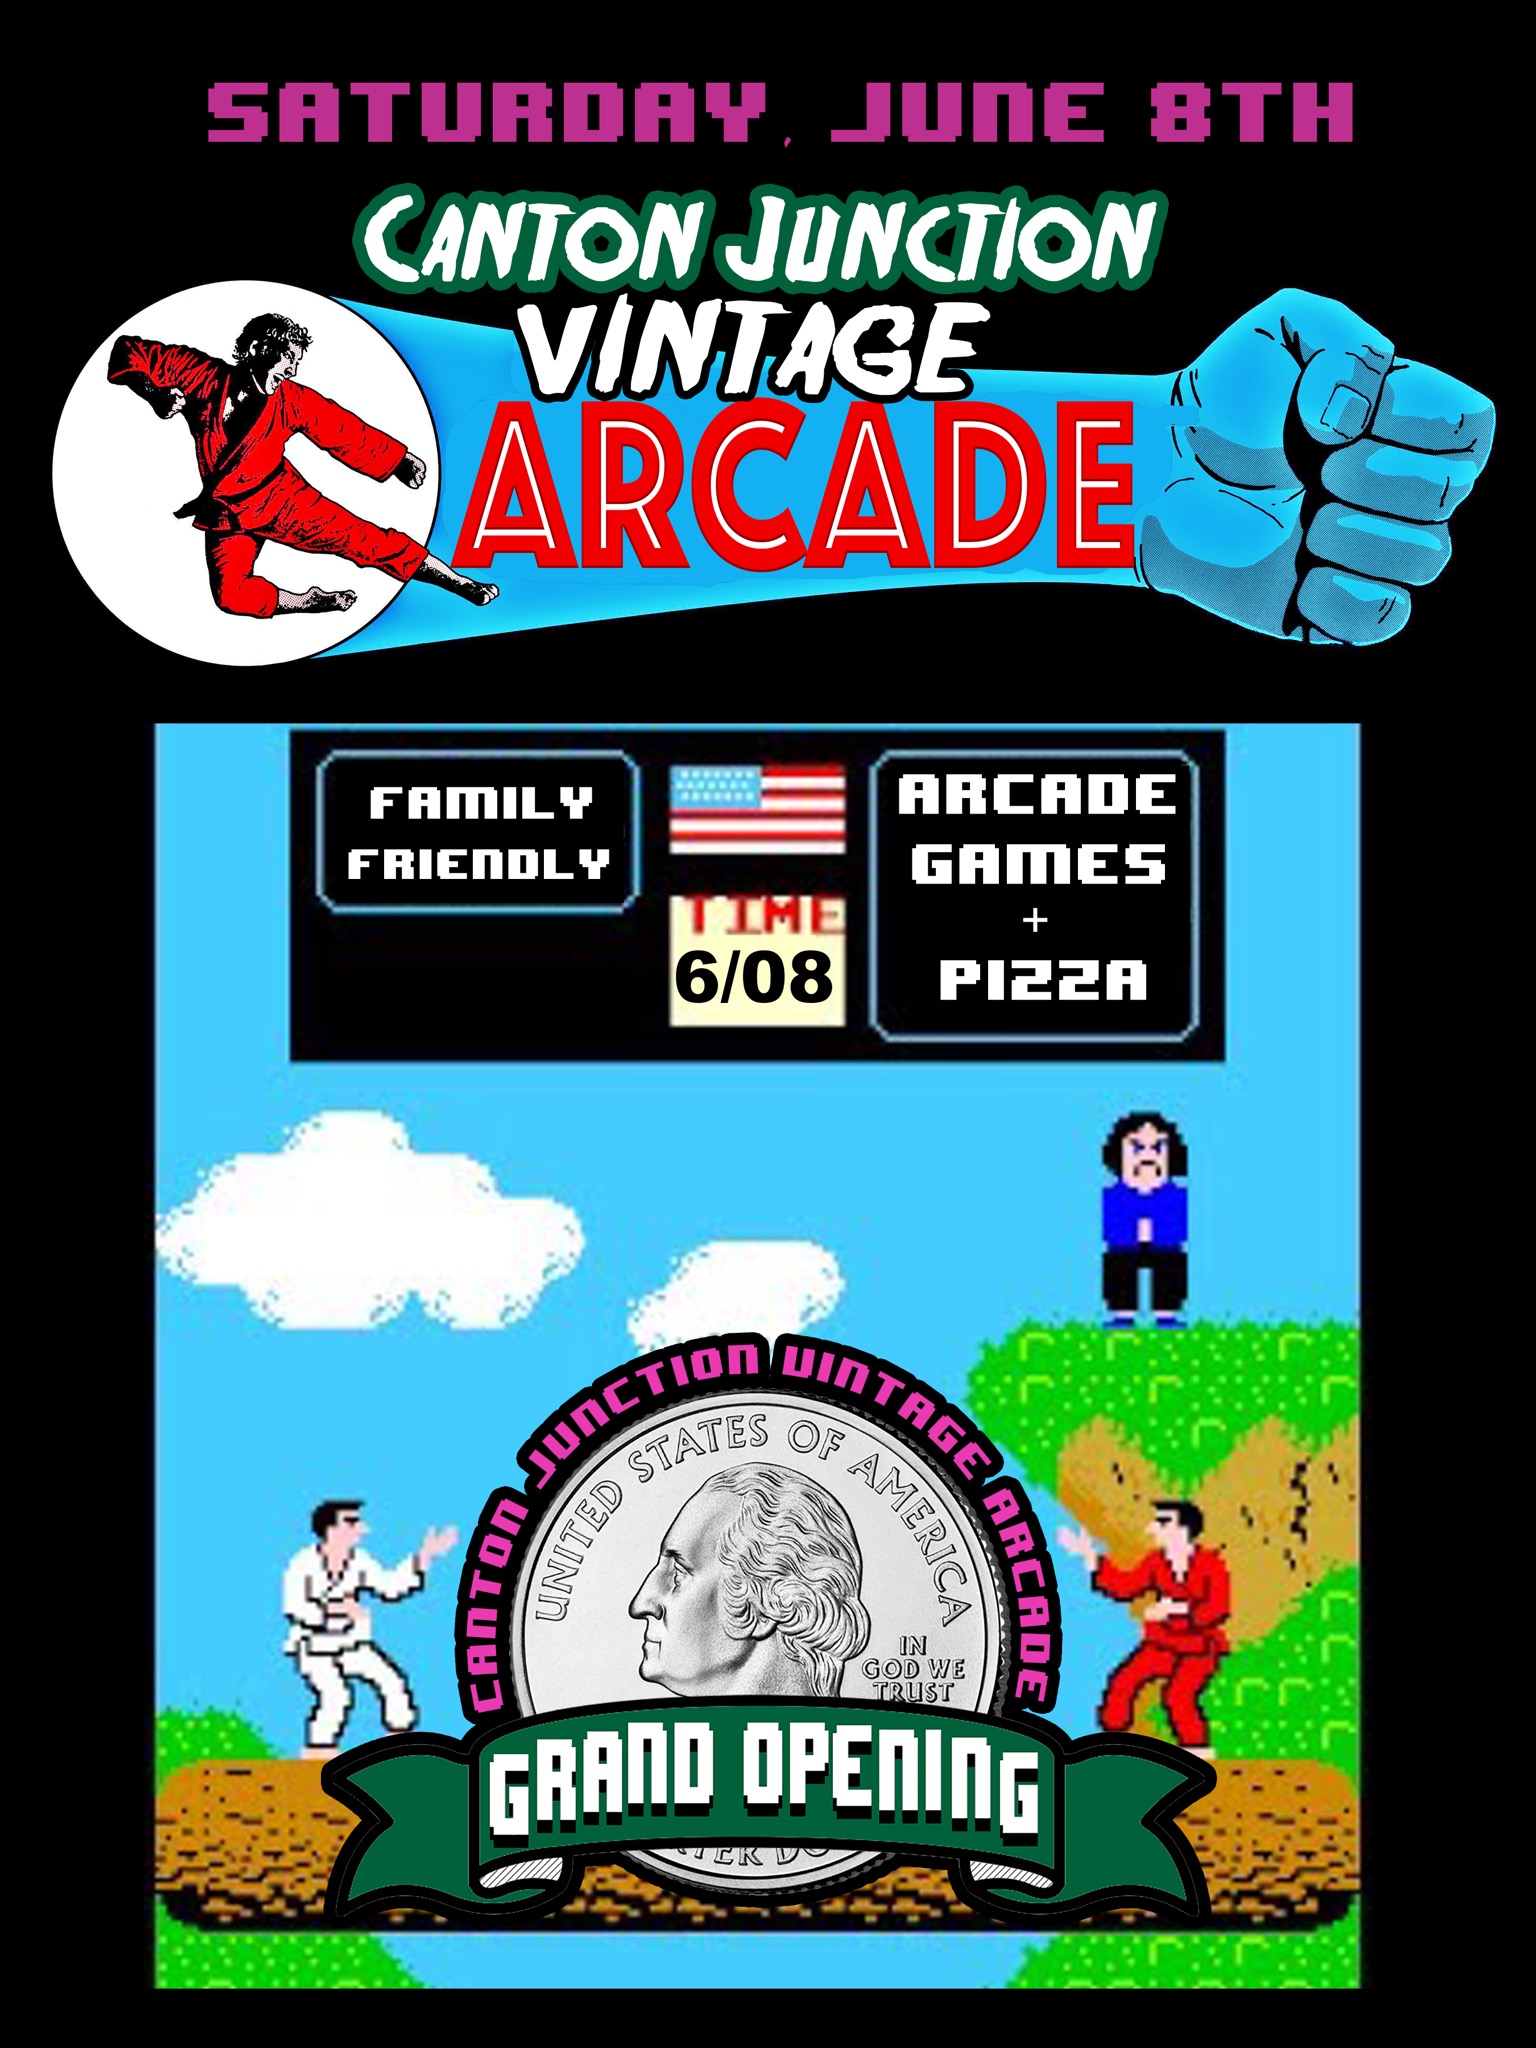 SATURDAY, JUNE 8TH
CANTON JUNCTION
VINTAGE
ARCADE
FAMILY
FRIENDLY
TIME
6/08
ARCADE
GAMES
+
PIZZA
CANTON JUNCTION VINTAGE ARCADE
UNITED STATES OF AMERICA
IN
GOD WE
TRUST
GRAND OPENING